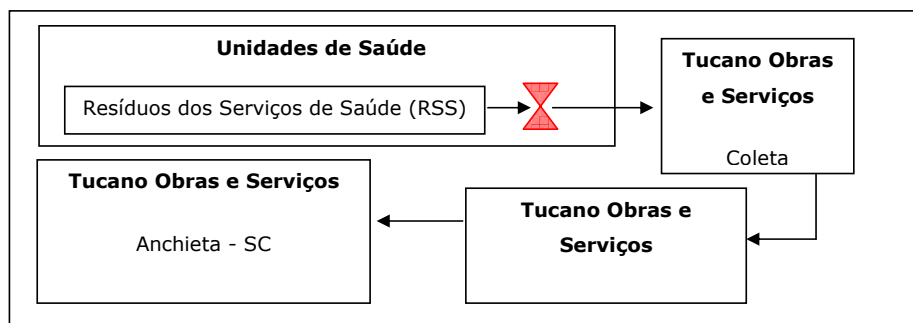 Unidades de Saúde
Resíduos dos Serviços de Saúde (RSS)
Tucano Obras
e Serviços
Coleta
Tucano Obras e
Serviços
Tucano Obras e Serviços
Anchieta - SC